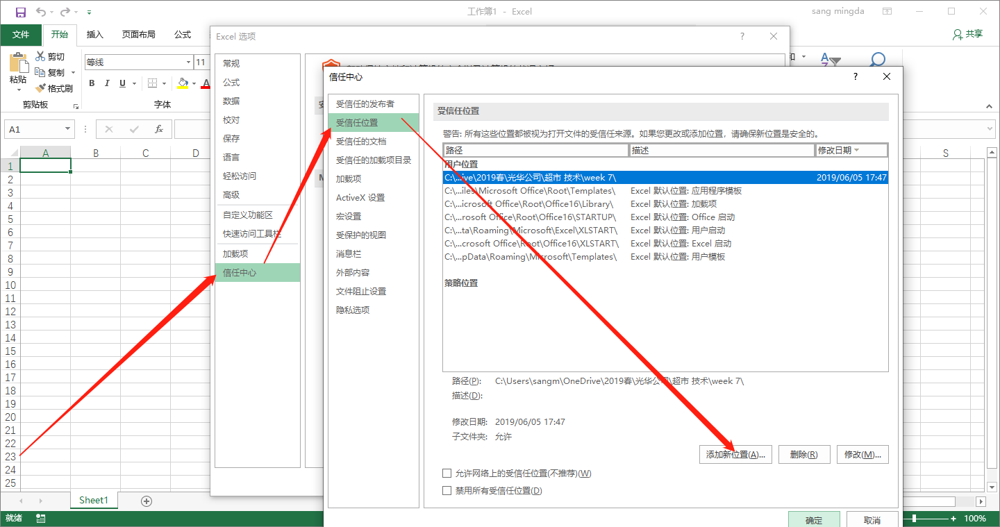 工作簿1 - Excel
sang mingda
文件 开始 插入 页面布局 公式
共享
剪切
复制
格式刷
粘贴
剪贴板
等线 11
B I U
字体
A1
fx
A B C D S
1
2
3
4
5
6
7
8
9
10
11
12
13
14
15
16
17
18
19
20
21
22
23
24
25
Sheet1
就绪
100%
Excel 选项
常规
公式
数据
校对
保存
语言
轻松访问
高级
自定义功能区
快速访问工具栏
加载项
信任中心
信任中心
受信任的发布者
受信任位置
受信任的文档
受信任的加载项目录
加载项
ActiveX 设置
宏设置
受保护的视图
消息栏
外部内容
文件阻止设置
隐私选项
受信任位置
警告: 所有这些位置都被视为打开文件的受信任来源。如果您更改或添加位置，请确保新位置是安全的。
路径 描述 修改日期
用户位置
C:\...ive\2019春\光华公司\超市 技术\week 7\ 2019/06/05 17:47
C:\...iles\Microsoft Office\Root\Templates\ Excel 默认位置: 应用程序模板
C:\...icrosoft Office\Root\Office16\Library\ Excel 默认位置: 加载项
C:\...rosoft Office\Root\Office16\STARTUP\ Excel 默认位置: Office 启动
C:\...ta\Roaming\Microsoft\Excel\XLSTART\ Excel 默认位置: 用户启动
C:\...crosoft Office\Root\Office16\XLSTART\ Excel 默认位置: Excel 启动
C:\...pData\Roaming\Microsoft\Templates\ Excel 默认位置: 用户模板
策略位置
路径(P): C:\Users\sangm\OneDrive\2019春\光华公司\超市 技术\week 7\
描述(D):
修改日期: 2019/06/05 17:47
子文件夹: 允许
添加新位置(A)... 删除(R) 修改(M)...
允许网络上的受信任位置(不推荐)(W)
禁用所有受信任位置(D)
确定 取消